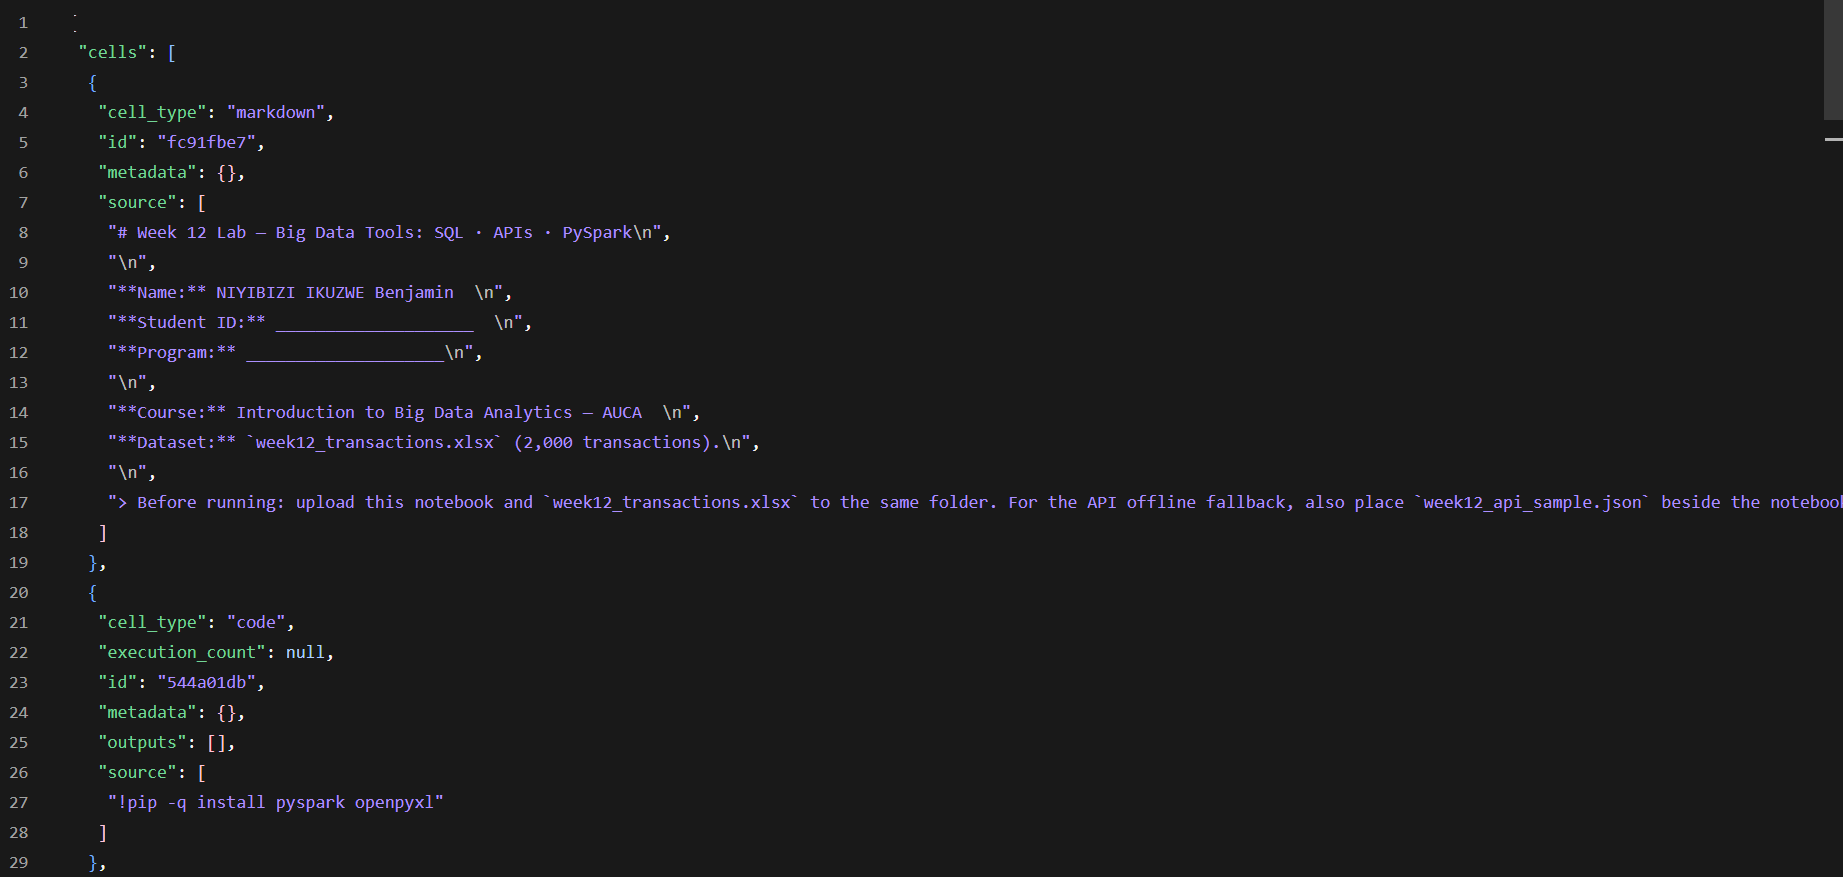 1
2 "cells": [
3 {
4 "cell_type": "markdown",
5 "id": "fc91fbe7",
6 "metadata": {},
7 "source": [
8 "# Week 12 Lab — Big Data Tools: SQL · APIs · PySpark\n",
9 "\n",
10 "**Name:** NIYIBIZI IKUZWE Benjamin  \n",
11 "**Student ID:** ____________________  \n",
12 "**Program:** ____________________\n",
13 "\n",
14 "**Course:** Introduction to Big Data Analytics — AUCA  \n",
15 "**Dataset:** `week12_transactions.xlsx` (2,000 transactions).\n",
16 "\n",
17 "> Before running: upload this notebook and `week12_transactions.xlsx` to the same folder. For the API offline fallback, also place `week12_api_sample.json` beside the
18 ]
19 },
20 {
21 "cell_type": "code",
22 "execution_count": null,
23 "id": "544a01db",
24 "metadata": {},
25 "outputs": [],
26 "source": [
27 "!pip -q install pyspark openpyxl"
28 ]
29 },